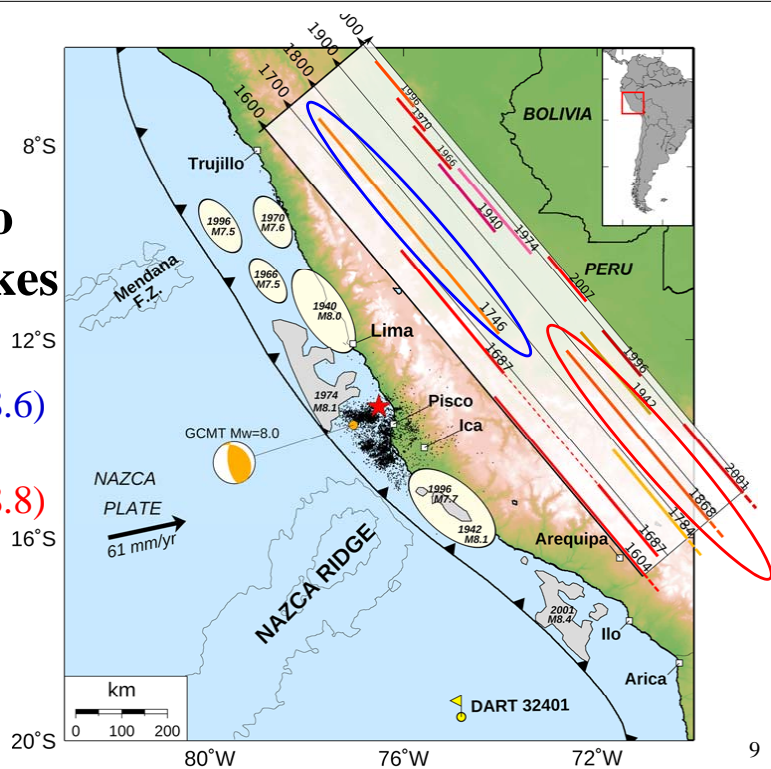 o
kes
.6)
.8)
8°S
12°S
16°S
20°S
80°W
76°W
72°W
1600
1700
1800
1900
000
BOLIVIA
PERU
Trujillo
1996
M7.5
1970
M7.6
1966
M7.5
1940
M8.0
Mendana
F.Z.
Lima
1974
M8.1
Pisco
Ica
GCMT Mw=8.0
NAZCA
PLATE
61 mm/yr
1996
M7.7
1942
M8.1
NAZCA RIDGE
Arequipa
2001
M8.4
Ilo
Arica
DART 32401
km
0 100 200
1996
1970
1966
1940
1974
2007
1746
1687
1996
1942
2001
1868
1784
1687
1604
9